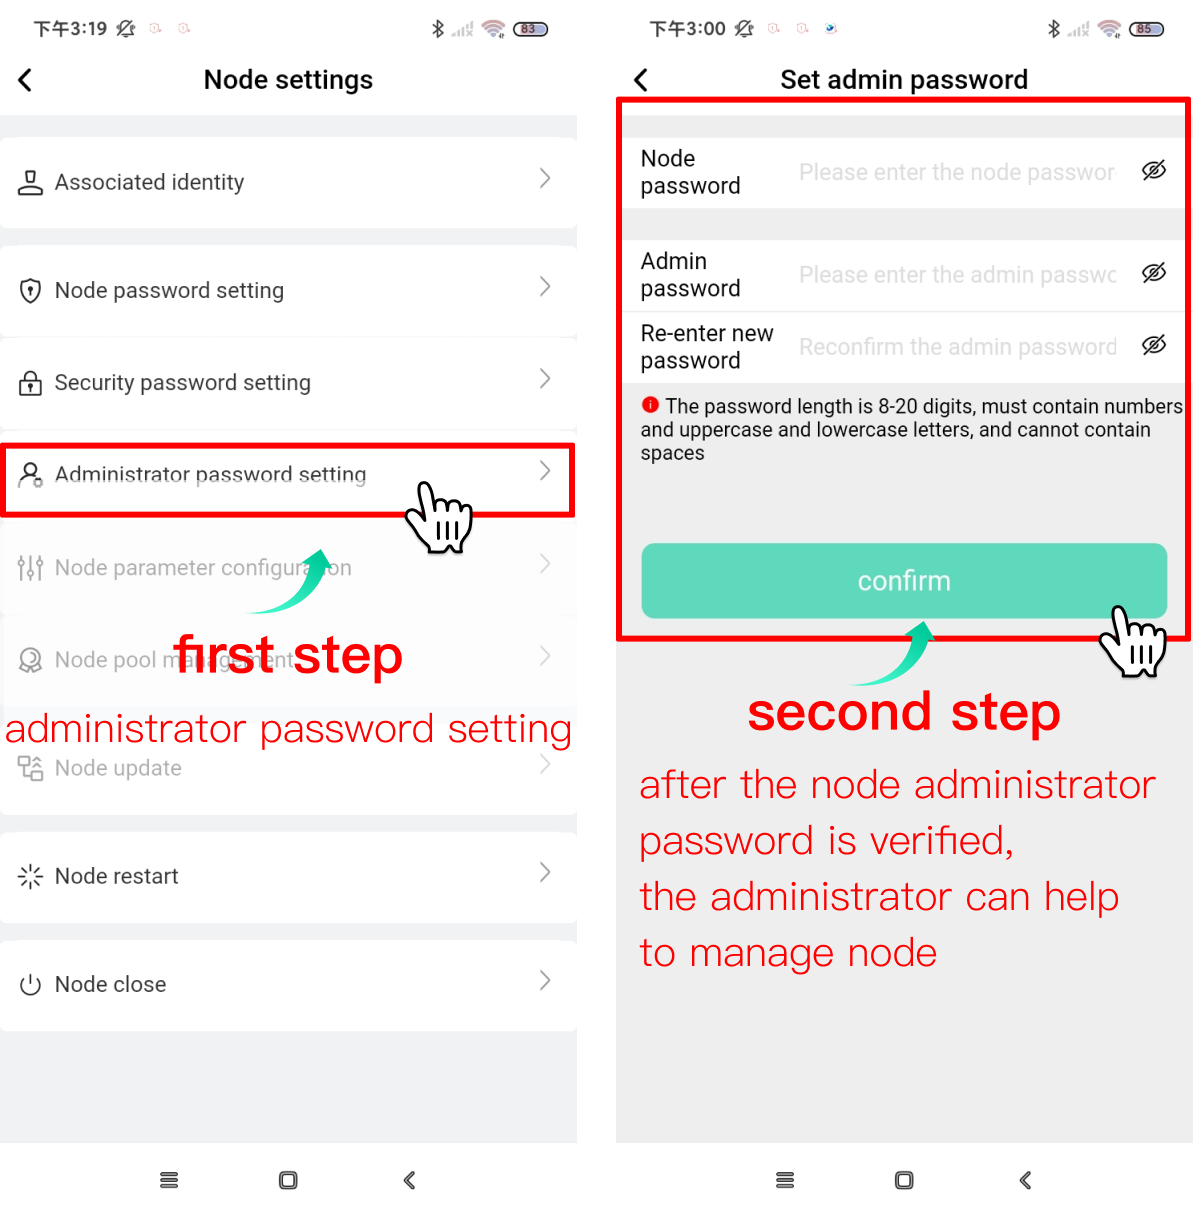 下午3:19
83
Node settings
Associated identity
Node password setting
Security password setting
Administrator password setting
Node parameter configuration
Node pool management
first step
administrator password setting
Node update
Node restart
Node close
下午3:00
85
Set admin password
Node
password
Please enter the node passwor
Admin
password
Please enter the admin passwc
Re-enter new
password
Reconfirm the admin password
The password length is 8-20 digits, must contain numbers
and uppercase and lowercase letters, and cannot contain
spaces
confirm
second step
after the node administrator
password is verified,
the administrator can help
to manage node